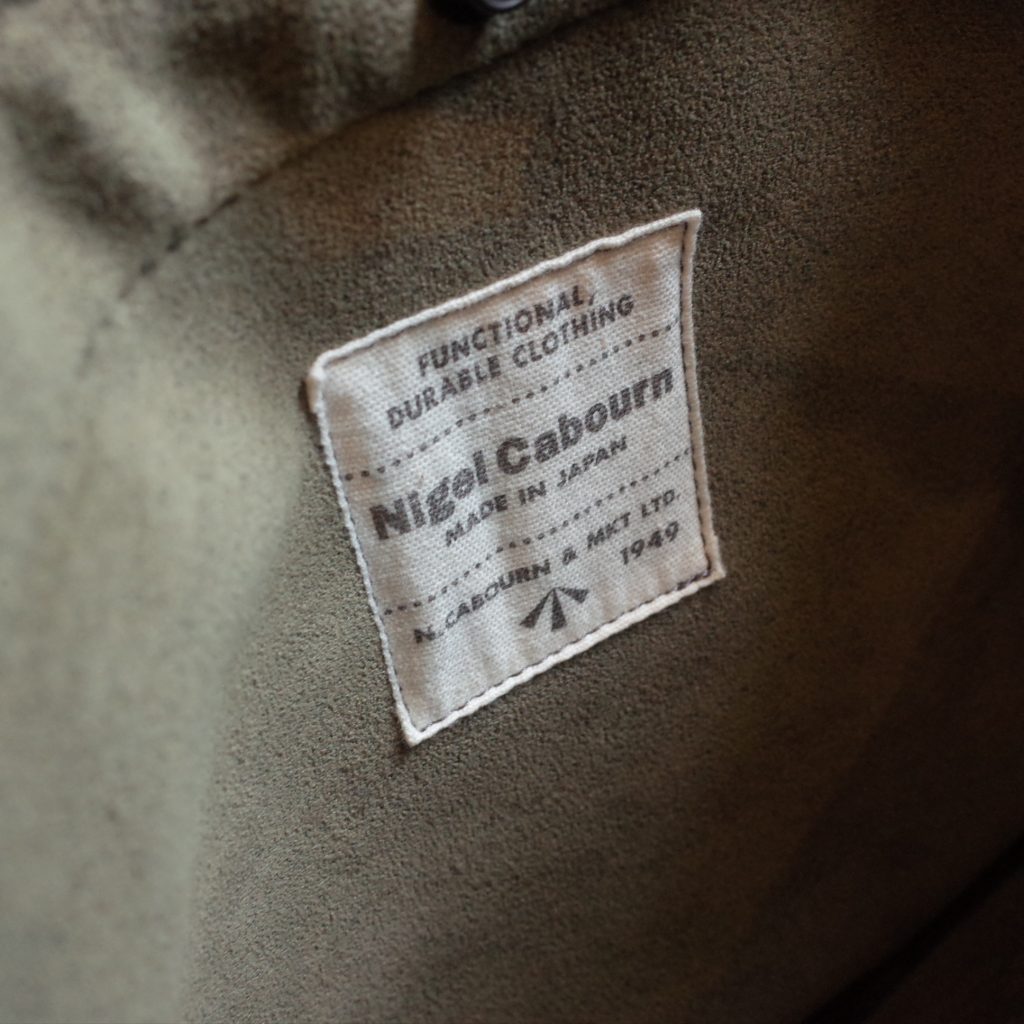 FUNCTIONAL,
DURABLE CLOTHING
Nigel Cabourn
MADE IN JAPAN
N. CABOURN & MKT LTD.
1949